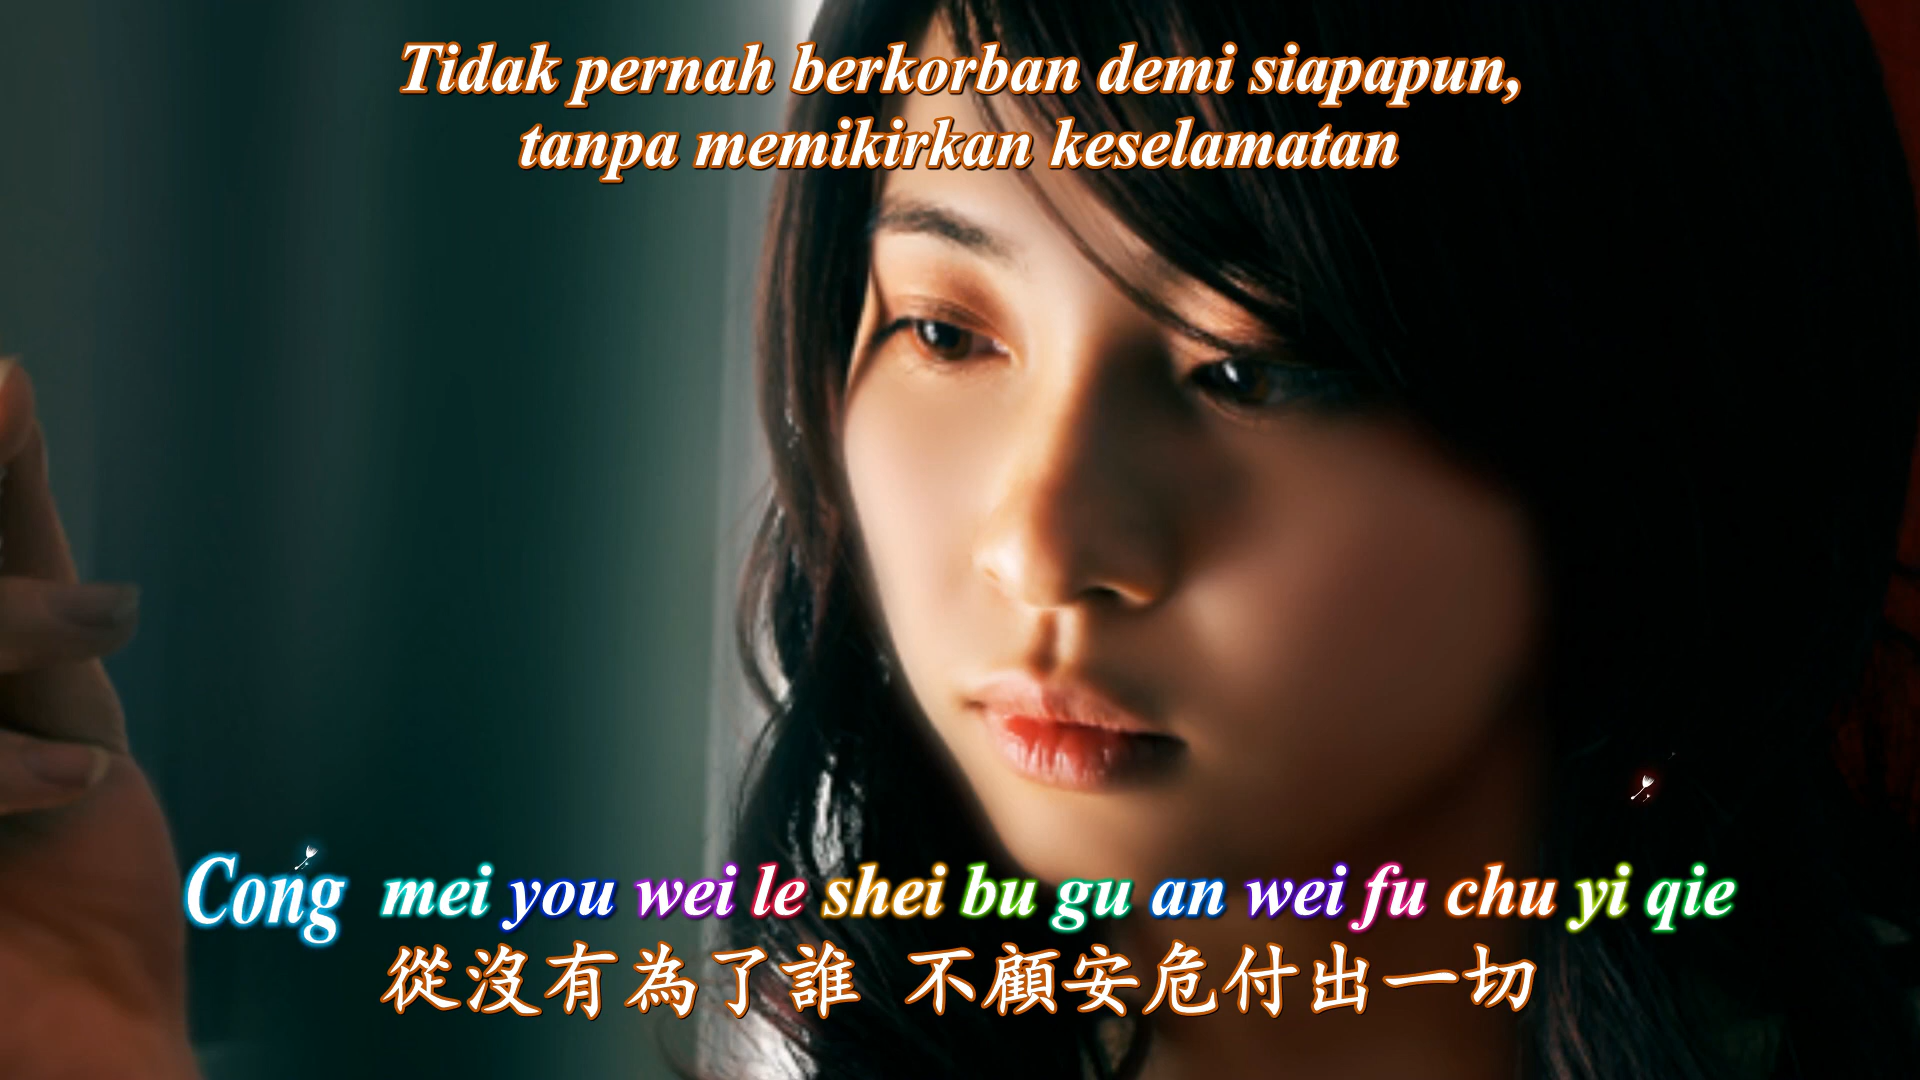 Tidak pernah berkorban demi siapapun,
tanpa memikirkan keselamatan
Cong mei you wei le shei bu gu an wei fu chu yi qie
從沒有為了誰 不顧安危付出一切